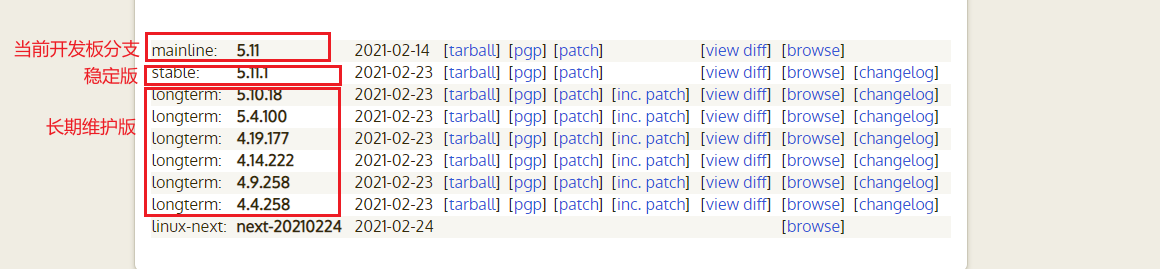 当前开发板分支 mainline: 5.11 2021-02-14 [tarball] [pgp] [patch] [view diff] [browse]
稳定版 stable: 5.11.1 2021-02-23 [tarball] [pgp] [patch] [view diff] [browse] [changelog]
longterm: 5.10.18 2021-02-23 [tarball] [pgp] [patch] [inc. patch] [view diff] [browse] [changelog]
长期维护版 longterm: 5.4.100 2021-02-23 [tarball] [pgp] [patch] [inc. patch] [view diff] [browse] [changelog]
longterm: 4.19.177 2021-02-23 [tarball] [pgp] [patch] [inc. patch] [view diff] [browse] [changelog]
longterm: 4.14.222 2021-02-23 [tarball] [pgp] [patch] [inc. patch] [view diff] [browse] [changelog]
longterm: 4.9.258 2021-02-23 [tarball] [pgp] [patch] [inc. patch] [view diff] [browse] [changelog]
longterm: 4.4.258 2021-02-23 [tarball] [pgp] [patch] [inc. patch] [view diff] [browse] [changelog]
linux-next: next-20210224 2021-02-24 [browse]